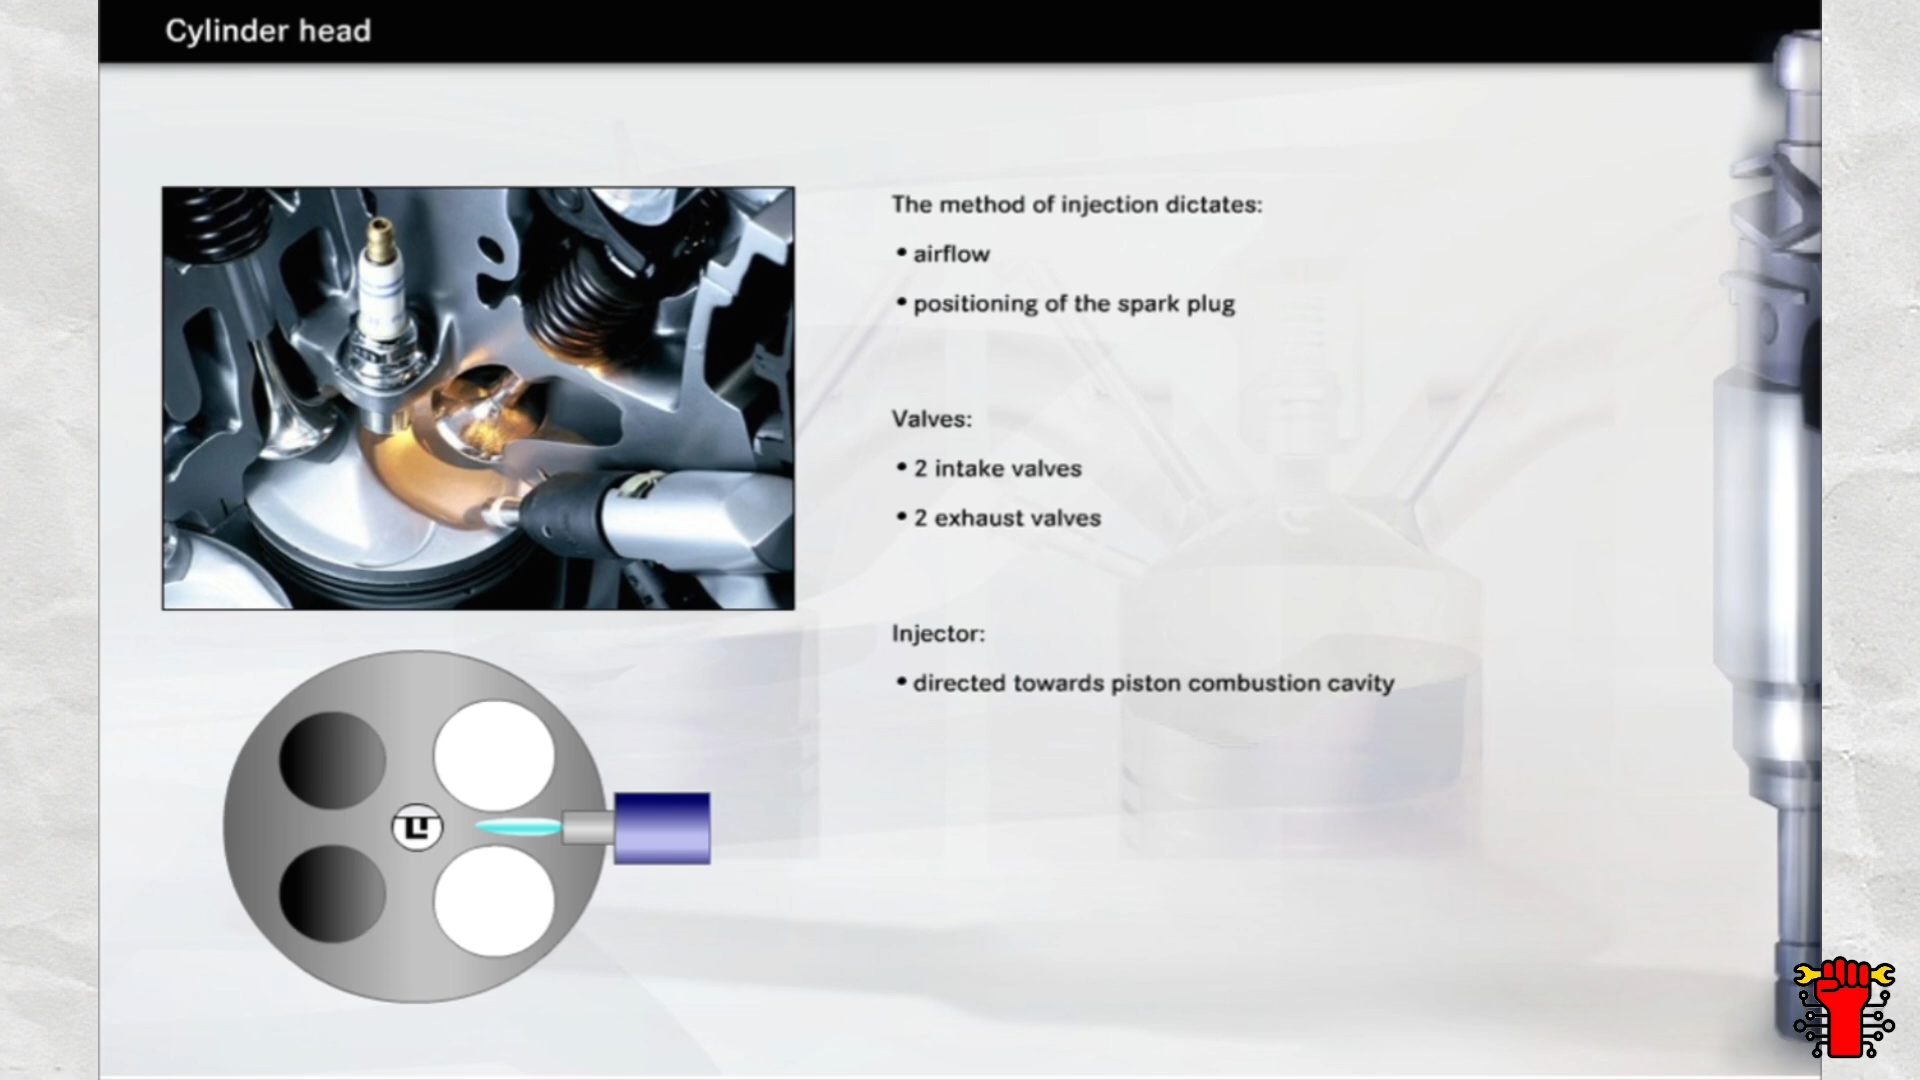 Cylinder head
The method of injection dictates:
• airflow
• positioning of the spark plug
Valves:
• 2 intake valves
• 2 exhaust valves
Injector:
• directed towards piston combustion cavity